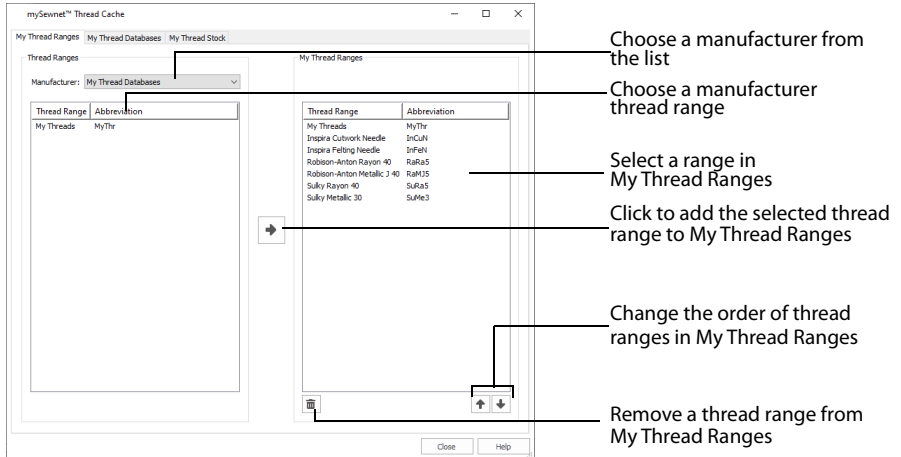 mySewnet™ Thread Cache
My Thread Ranges My Thread Databases My Thread Stock
Thread Ranges
Manufacturer: My Thread Databases
Thread Range Abbreviation
My Threads MyThr
My Thread Ranges
Thread Range Abbreviation
My Threads MyThr
Inspira Cutwork Needle InCuN
Inspira Felting Needle InFeN
Robison-Anton Rayon 40 RaRa5
Robison-Anton Metallic J 40 RaMJ5
Sulky Rayon 40 SuRa5
Sulky Metallic 30 SuMe3
Close Help
Choose a manufacturer from
the list
Choose a manufacturer
thread range
Select a range in
My Thread Ranges
Click to add the selected thread
range to My Thread Ranges
Change the order of thread
ranges in My Thread Ranges
Remove a thread range from
My Thread Ranges